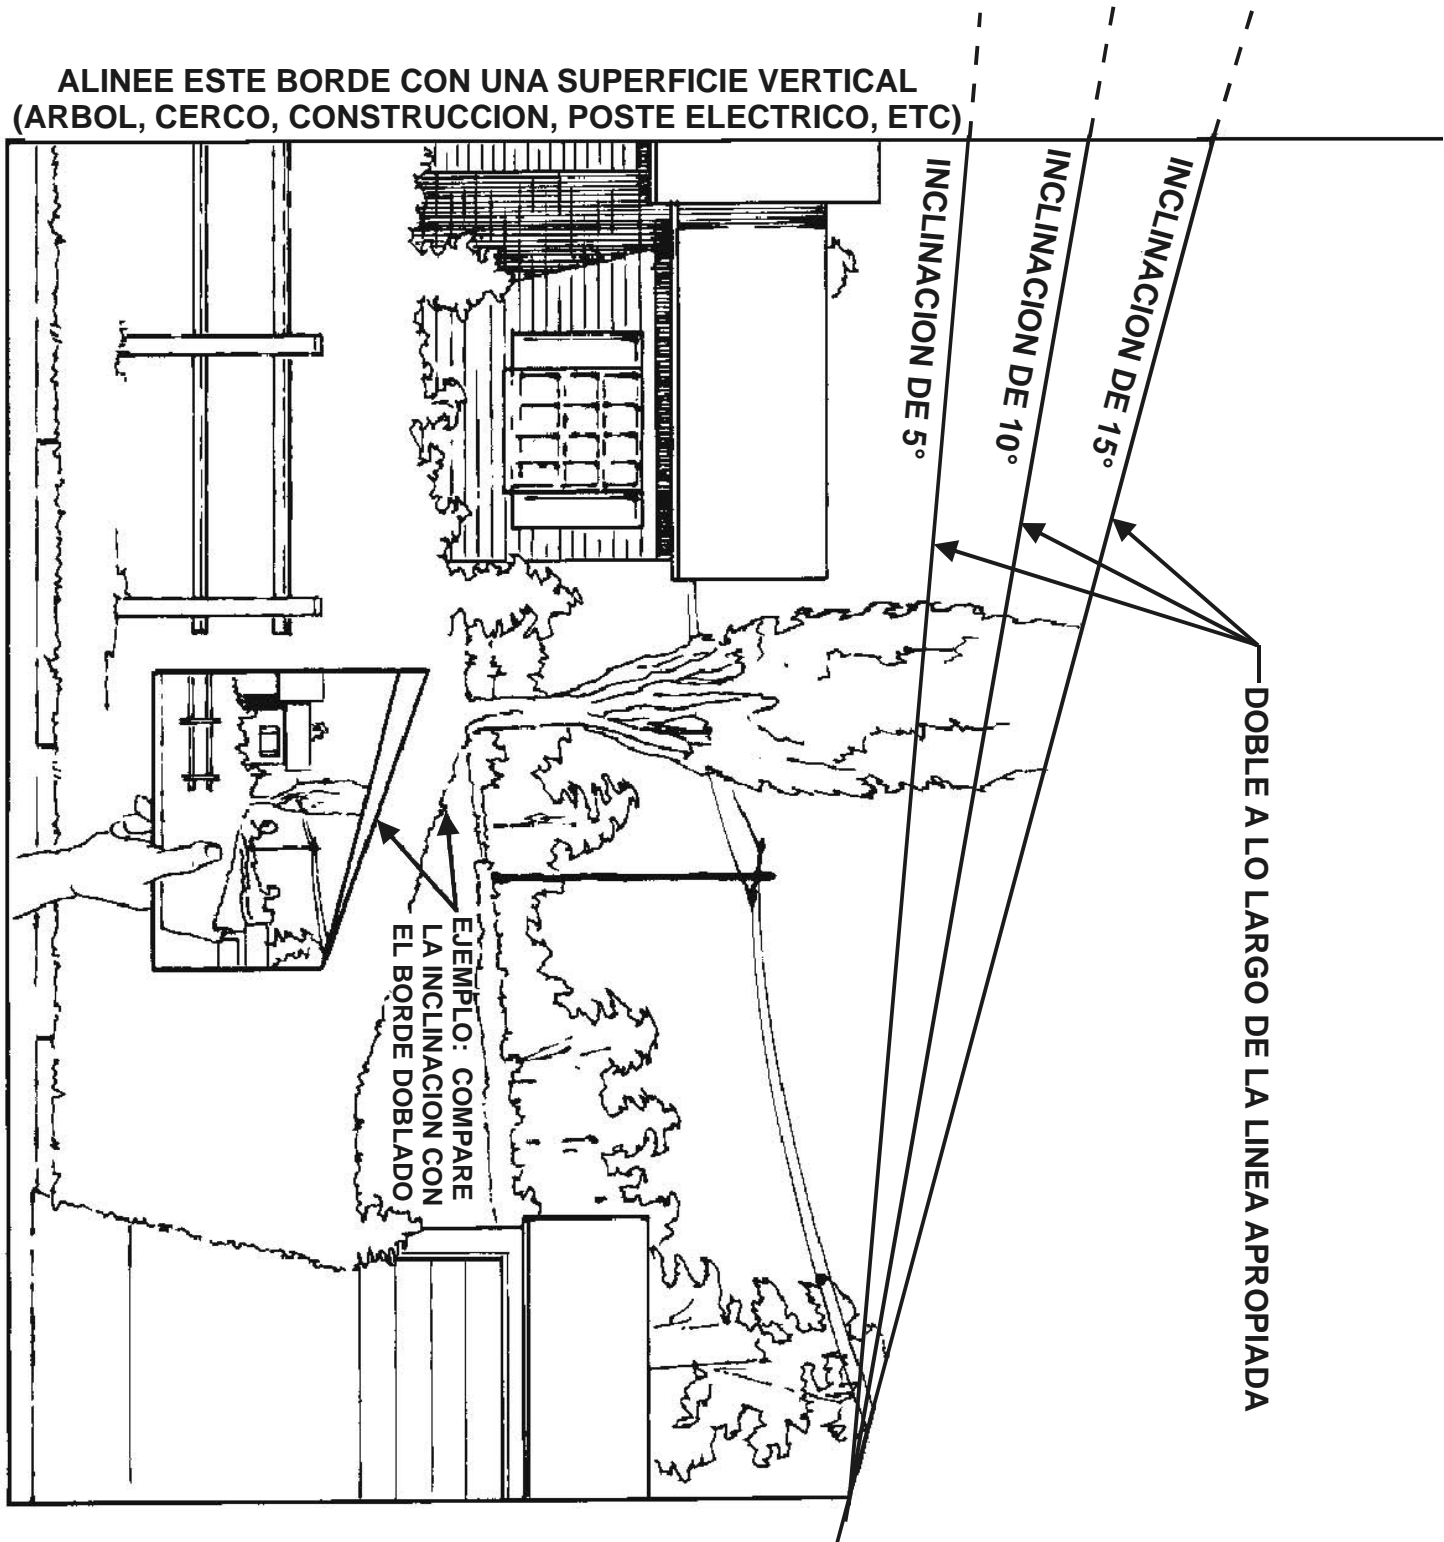 ALINEE ESTE BORDE CON UNA SUPERFICIE VERTICAL
(ARBOL, CERCO, CONSTRUCCION, POSTE ELECTRICO, ETC)
INCLINACION DE 5°
INCLINACION DE 10°
INCLINACION DE 15°
DOBLE A LO LARGO DE LA LINEA APROPIADA
EJEMPLO: COMPARE
LA INCLINACION CON
EL BORDE DOBLADO